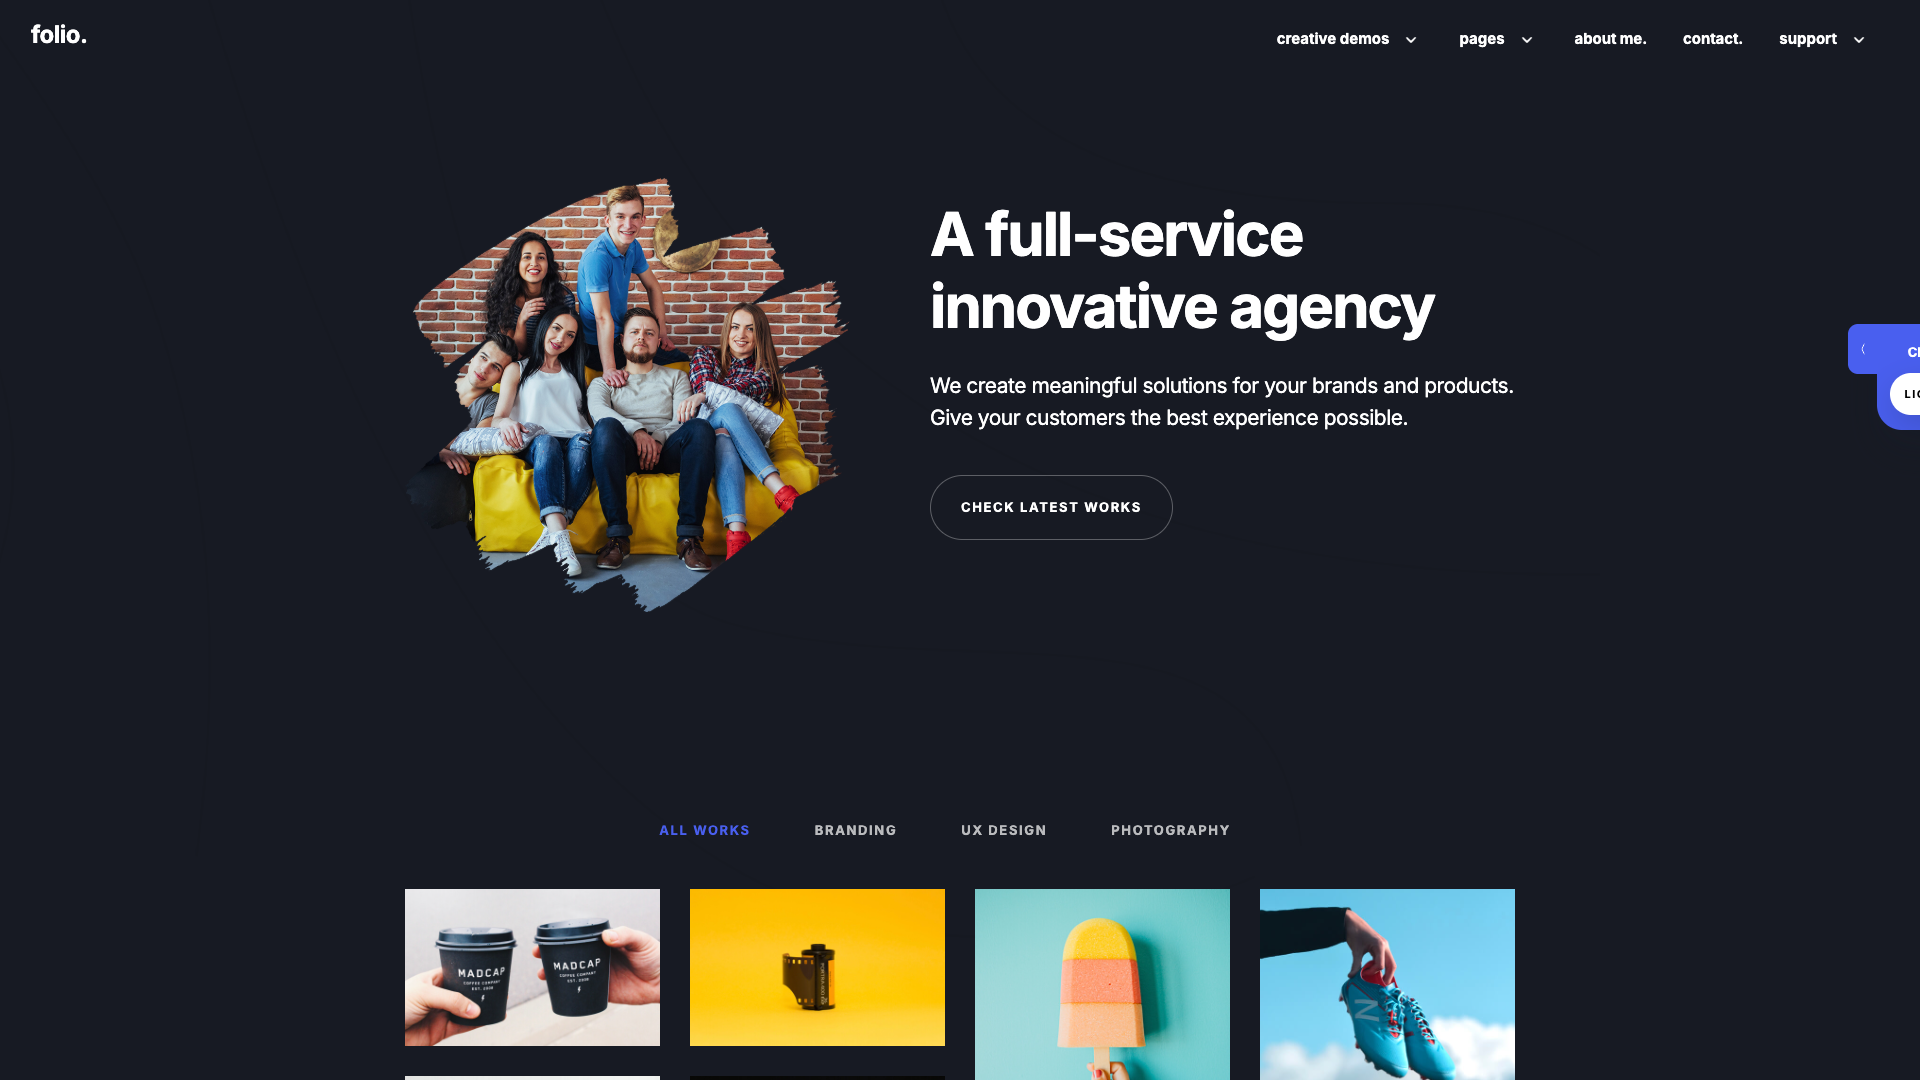 folio.
creative demos
pages
about me.
contact.
support
A full-service
innovative agency
We create meaningful solutions for your brands and products.
Give your customers the best experience possible.
CHECK LATEST WORKS
ALL WORKS
BRANDING
UX DESIGN
PHOTOGRAPHY
MADCAP
COFFEE COMPANY
EST. 2008
MADCAP
COFFEE COMPANY
EST. 2008
N